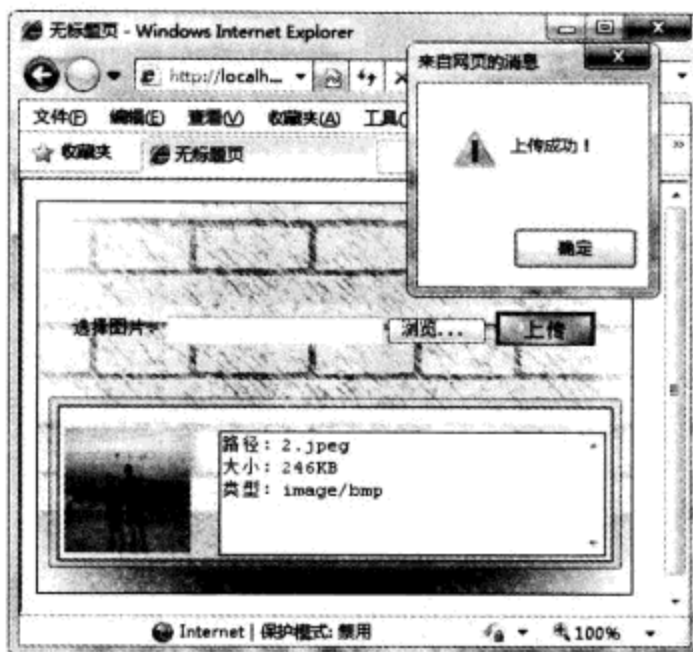 无标题页 - Windows Internet Explorer
http://localh...
文件(F) 编辑(E) 查看(V) 收藏夹(A) 工具(
收藏夹 无标题页
来自网页的消息
上传成功！
确定
选择图片:
浏览... 上传
路径: 2.jpeg
大小: 246KB
类型: image/bmp
Internet | 保护模式: 禁用 100%